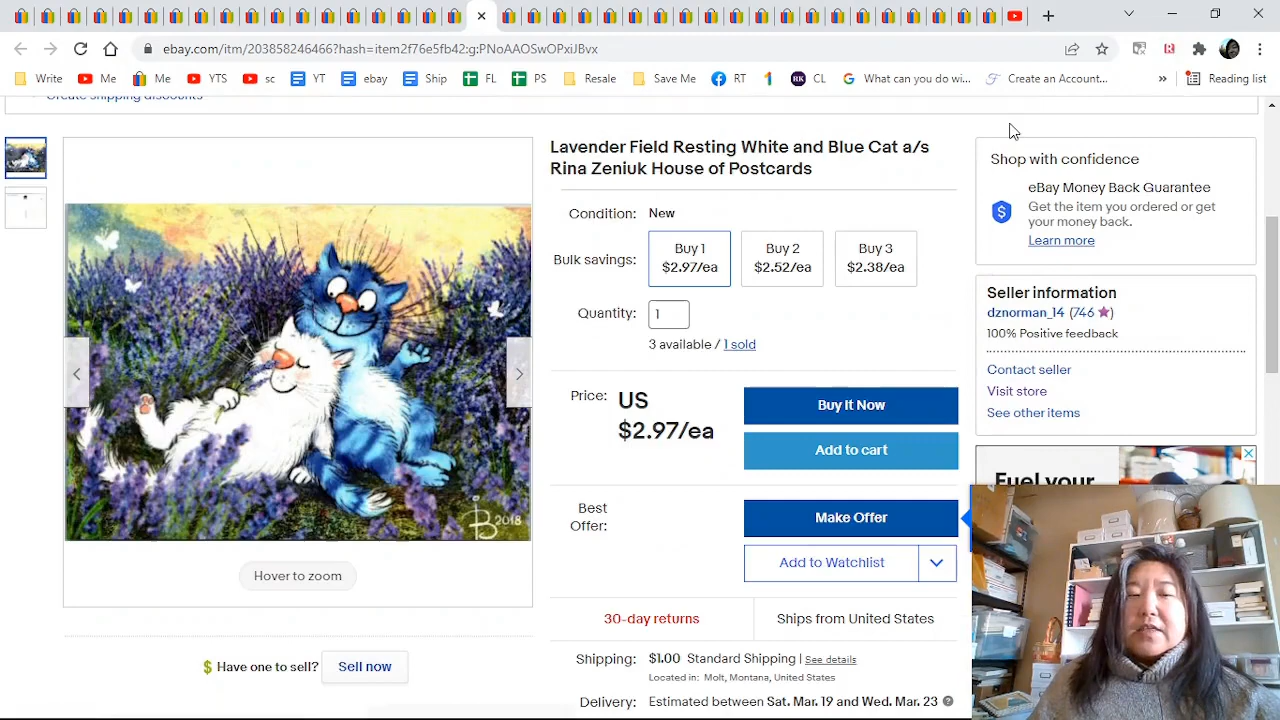 ebay.com/itm/203858246466?hash=item2f76e5fb42:g:PNoAAOSwOPxiJBvx
Write Me Me YTS sc YT ebay Ship FL PS Resale Save Me RT CL What can you do wi... Create an Account... » Reading list
Create shipping discounts
Lavender Field Resting White and Blue Cat a/s
Rina Zeniuk House of Postcards
Condition: New
Bulk savings:
Buy 1
$2.97/ea
Buy 2
$2.52/ea
Buy 3
$2.38/ea
Quantity: 1
3 available / 1 sold
Price: US
$2.97/ea
Buy It Now
Add to cart
Best
Offer:
Make Offer
Add to Watchlist
30-day returns
Ships from United States
Shipping: $1.00 Standard Shipping | See details
Located in: Molt, Montana, United States
Delivery: Estimated between Sat. Mar. 19 and Wed. Mar. 23
2018
Hover to zoom
$ Have one to sell? Sell now
Shop with confidence
eBay Money Back Guarantee
Get the item you ordered or get
your money back.
Learn more
Seller information
dznorman_14 (746)
100% Positive feedback
Contact seller
Visit store
See other items
Fuel your